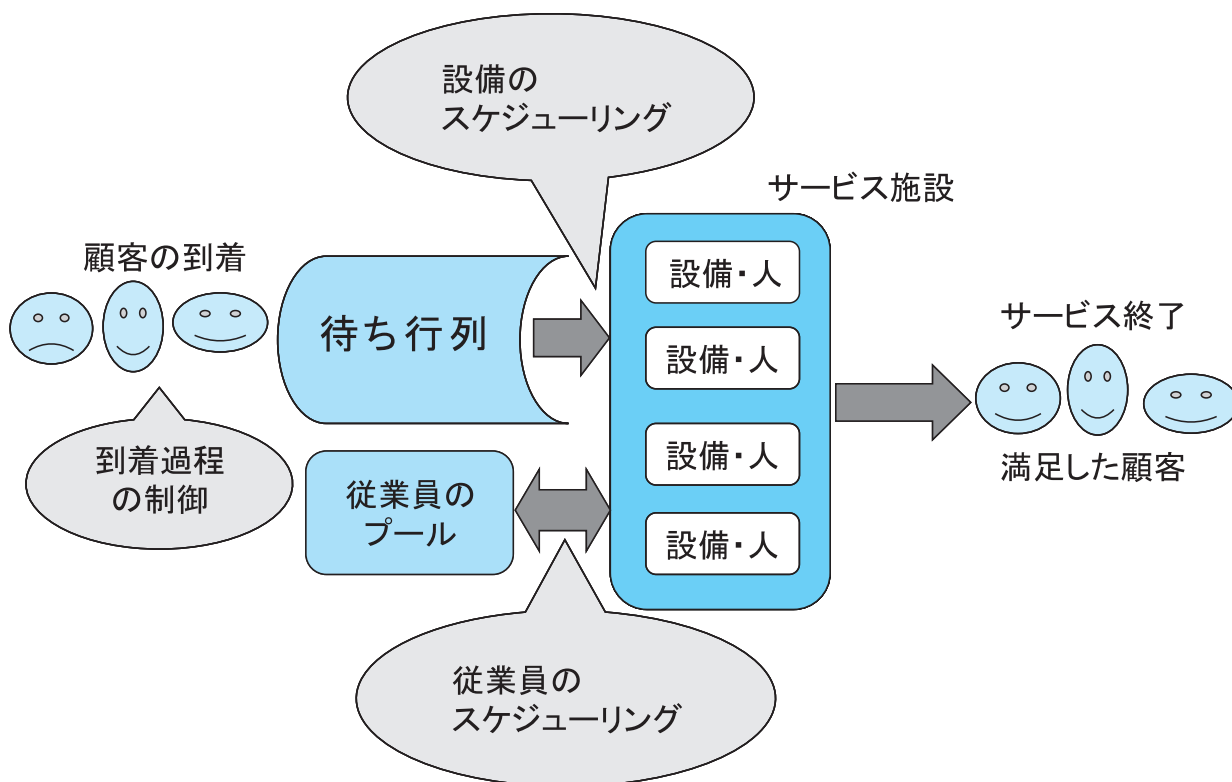 設備の
スケジューリング
サービス施設
顧客の到着
待ち行列
設備・人
設備・人
設備・人
設備・人
サービス終了
満足した顧客
到着過程
の制御
従業員の
プール
従業員の
スケジューリング